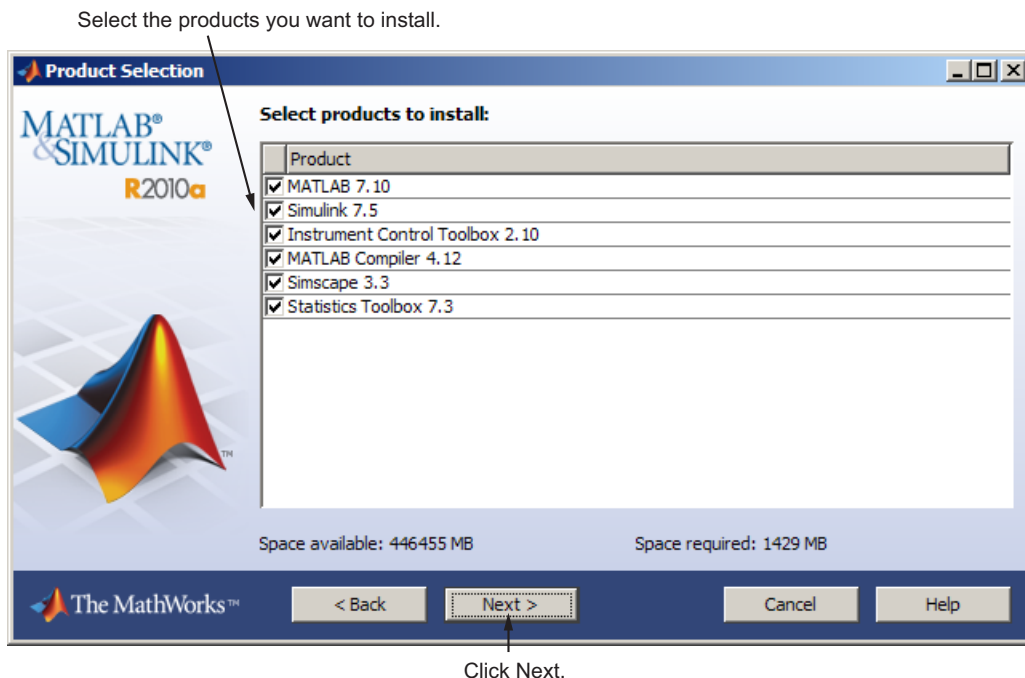 Select the products you want to install.
Product Selection
MATLAB®
&SIMULINK®
R2010a
Select products to install:
Product
MATLAB 7.10
Simulink 7.5
Instrument Control Toolbox 2.10
MATLAB Compiler 4.12
Simscape 3.3
Statistics Toolbox 7.3
TM
Space available: 446455 MB
Space required: 1429 MB
The MathWorks™
< Back
Next >
Cancel
Help
Click Next.